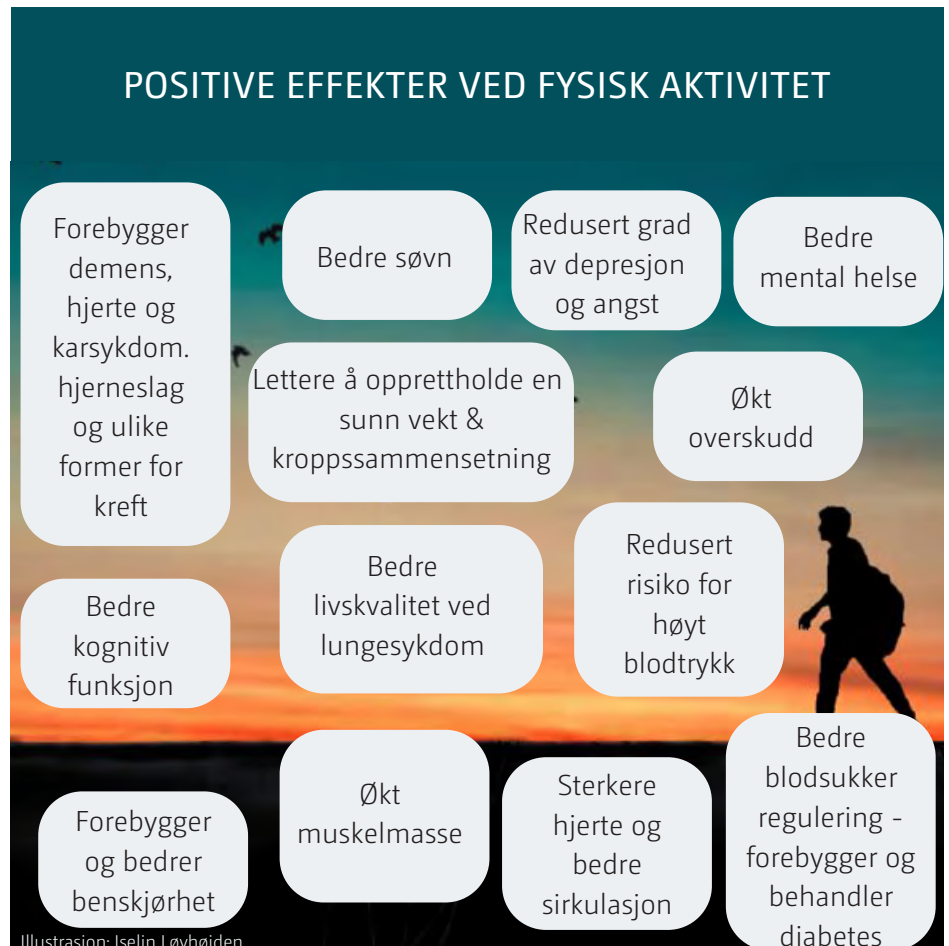 POSITIVE EFFEKTER VED FYSISK AKTIVITET
Forebygger
demens,
hjerte og
karsykdom.
hjerneslag
og ulike
former for
kreft
Bedre søvn
Redusert grad
av depresjon
og angst
Bedre
mental helse
Lettere å opprettholde en
sunn vekt &
kroppssammensetning
Økt
overskudd
Bedre
kognitiv
funksjon
Bedre
livskvalitet ved
lungesykdom
Redusert
risiko for
høyt
blodtrykk
Forebygger
og bedrer
benskjørhet
Økt
muskelmasse
Sterkere
hjerte og
bedre
sirkulasjon
Bedre
blodsukker
regulering -
forebygger og
behandler
diabetes
Illustrasjon: Iselin Løvhøiden